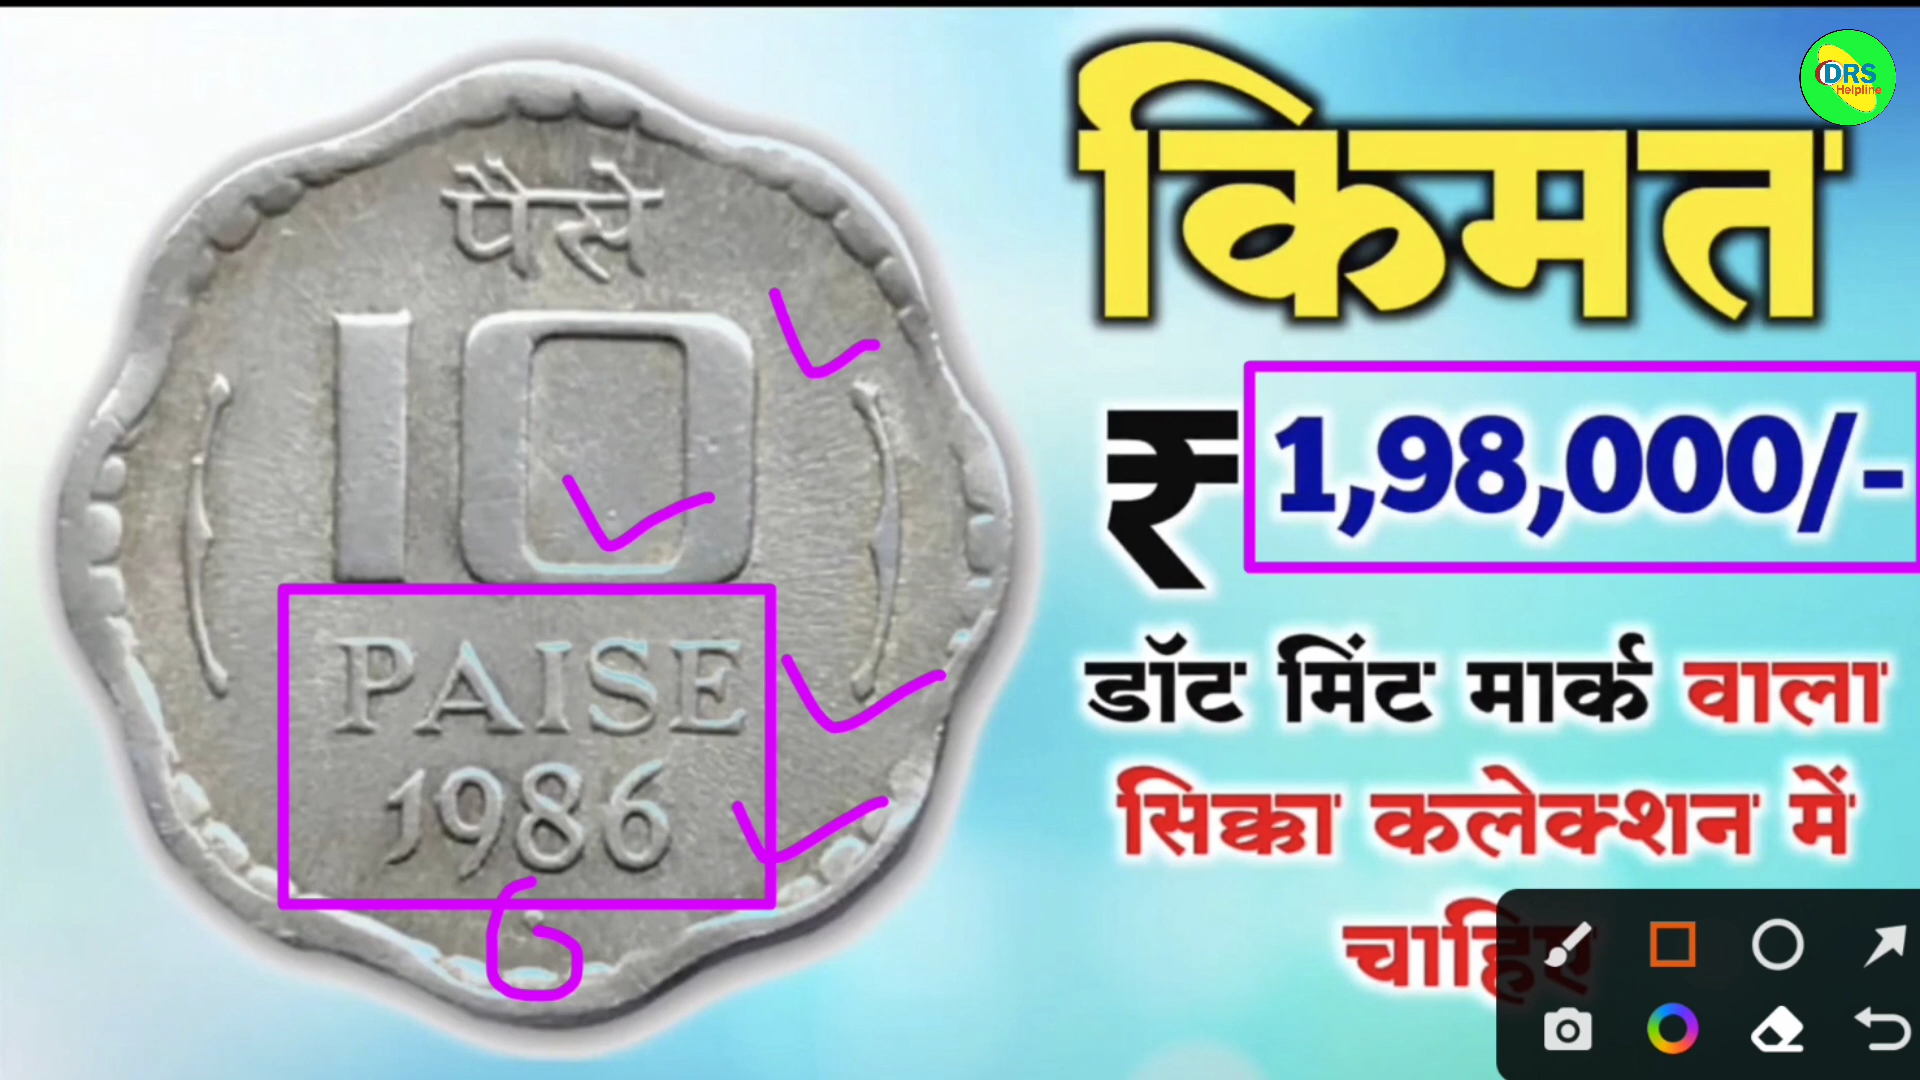 पैसे
10
PAISE
1986
किमत
₹ 1,98,000/-
डॉट मिंट मार्क वाला
सिक्का कलेक्शन में
चाहिए
DRS
Helpline